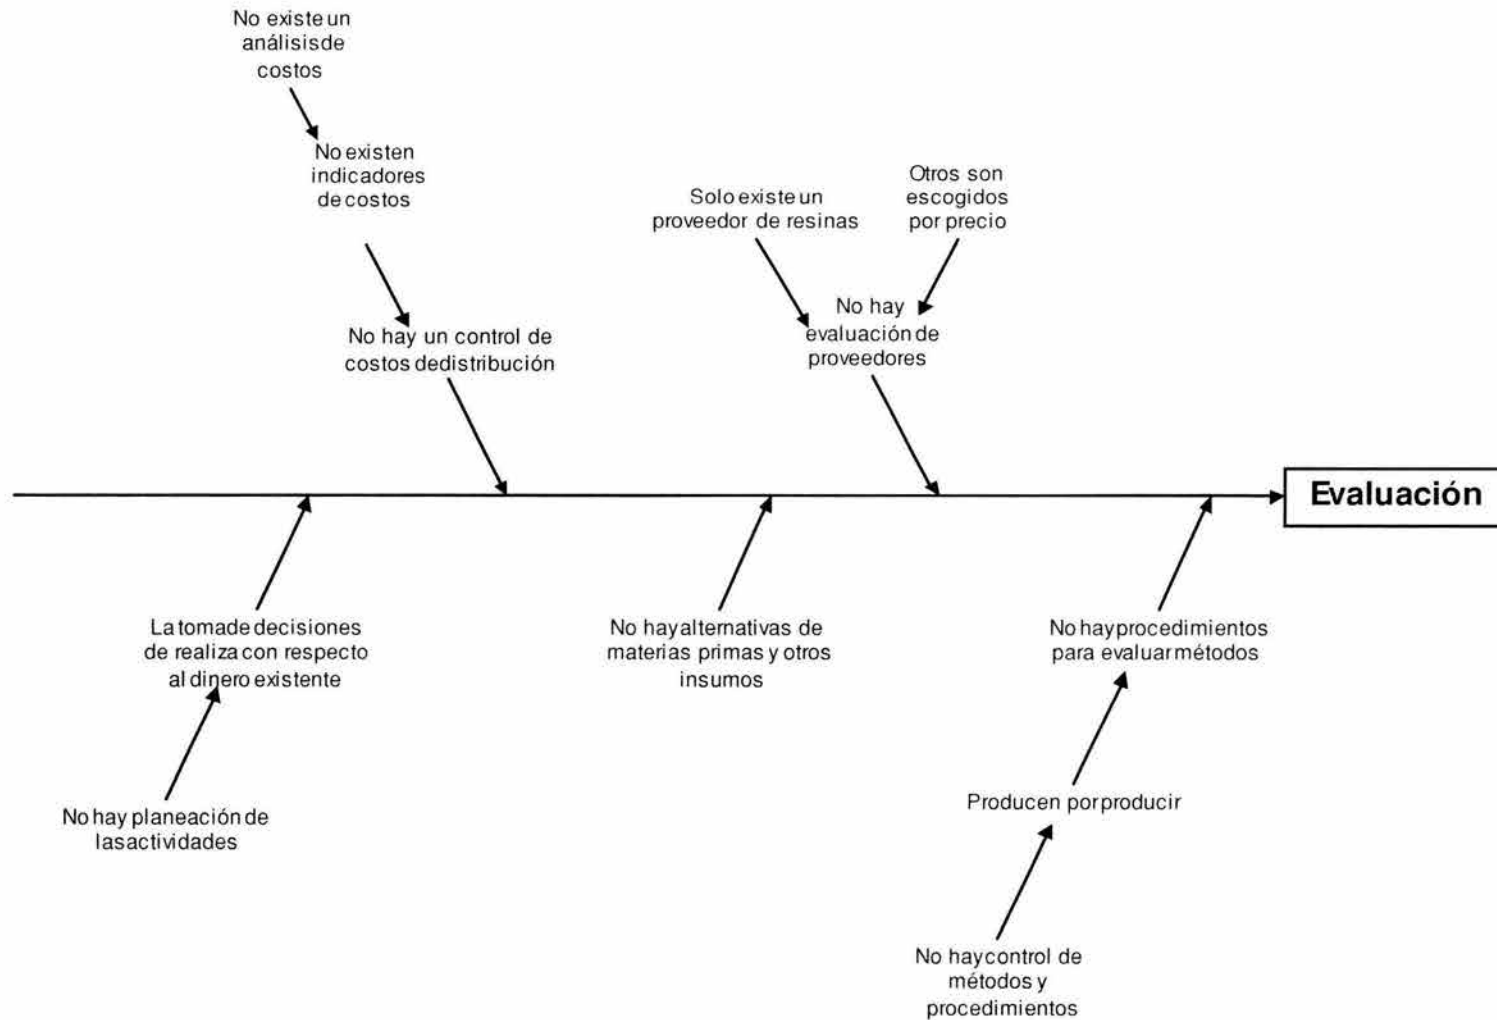 No existe un
análisis de
costos
No existen
indicadores
de costos
No hay un control de
costos dedistribución
Solo existe un
proveedor de resinas
Otros son
escogidos
por precio
No hay
evaluación de
proveedores
Evaluación
La toma de decisiones
de realiza con respecto
al dinero existente
No hay planeación de
las actividades
No hay alternativas de
materias primas y otros
insumos
No hay procedimientos
para evaluar métodos
Producen por producir
No hay control de
métodos y
procedimientos